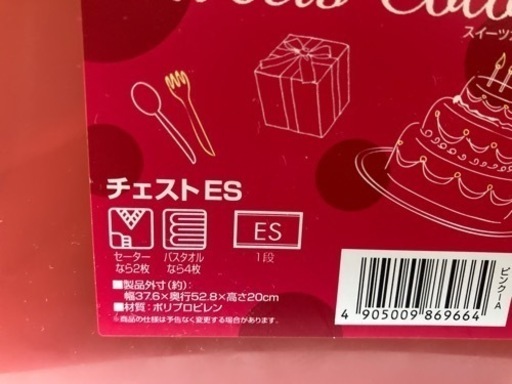 スイーツ
チェストES
セーター
なら2枚
バスタオル
なら4枚
ES
1段
■製品外寸(約):
幅37.6×奥行52.8×高さ20cm
■材質:ポリプロピレン
※商品の仕様は予告なく変更する場合があります。
ピンクーA
4 905009 869664